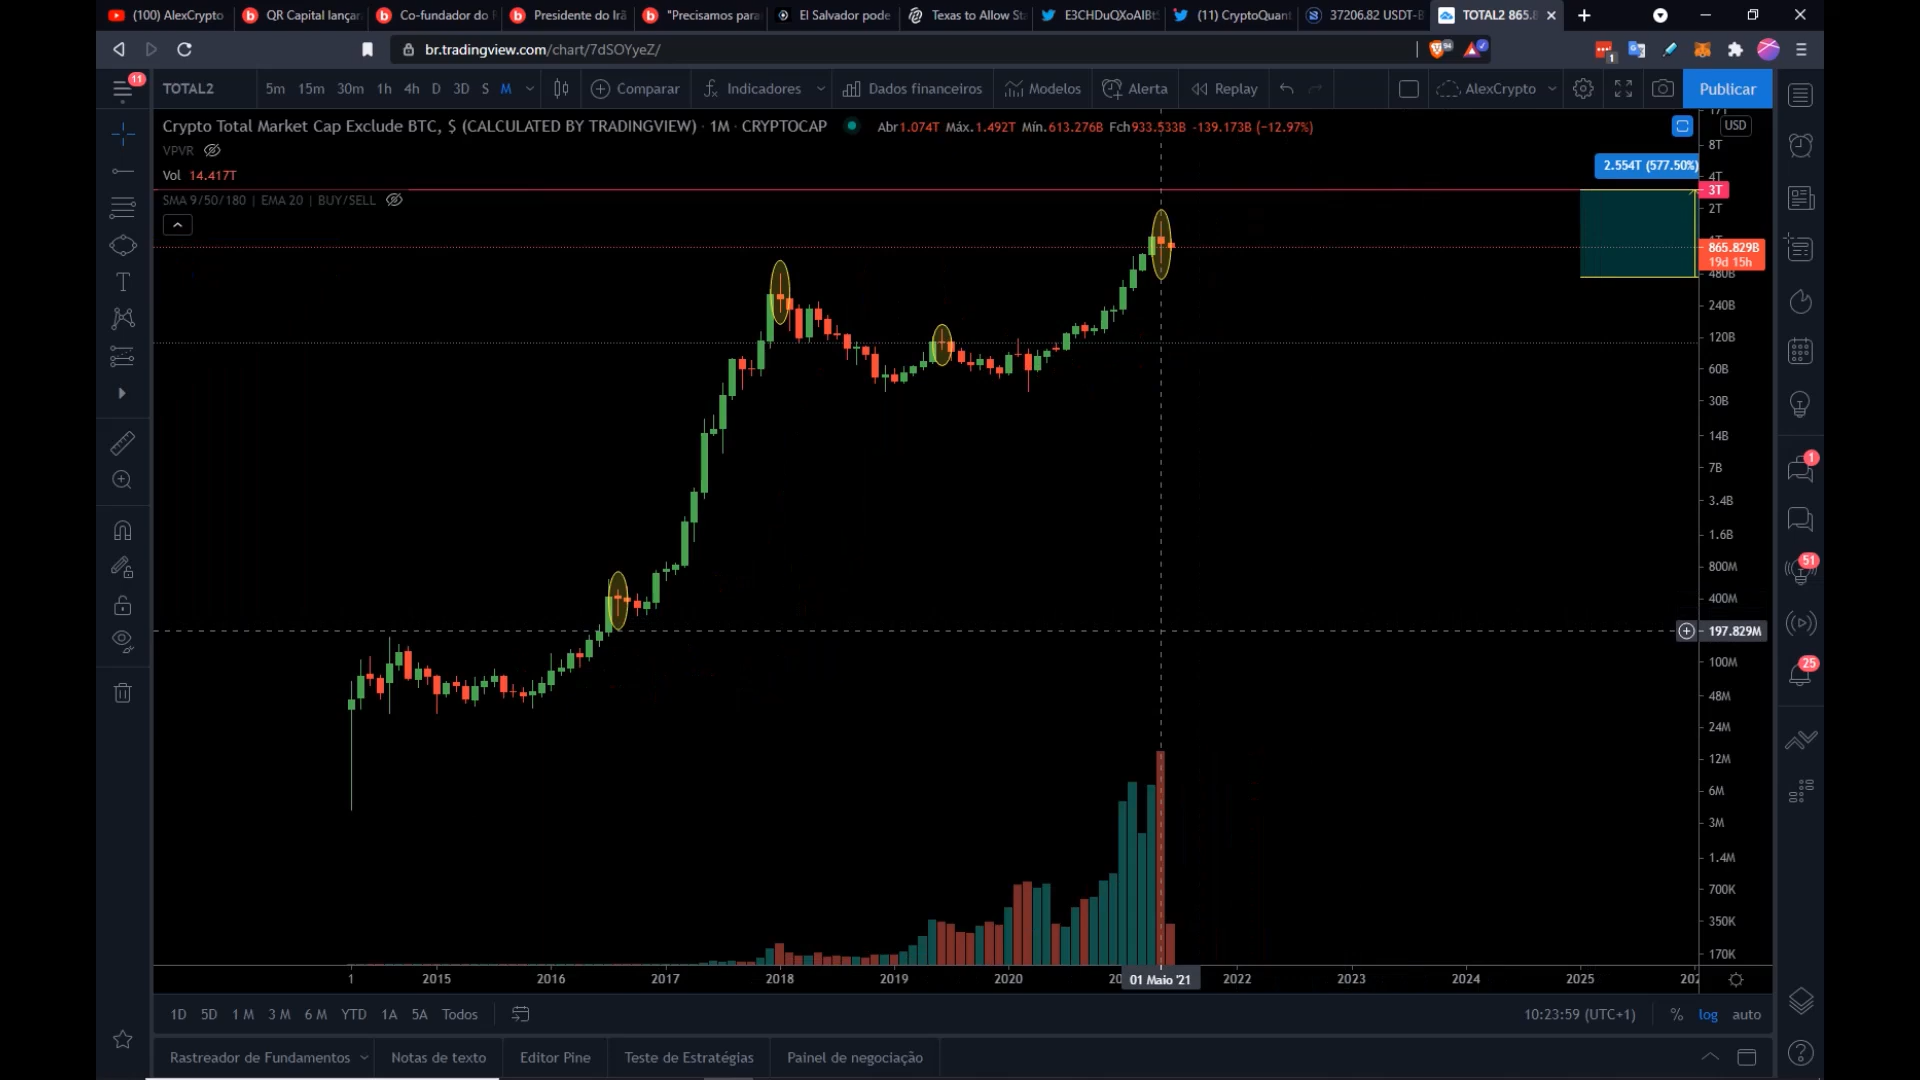 (100) AlexCrypto
QR Capital lançar
Co-fundador do
Presidente do Irã
"Precisamos para
El Salvador pode
Texas to Allow St
E3CHDuQXoAIBt
(11) CryptoQuant
37206.82 USDT-B
TOTAL2 865.8
br.tradingview.com/chart/7dSOYyeZ/
94
1
11
TOTAL2
5m 15m 30m 1h 4h D 3D S M
Comparar
Indicadores
Dados financeiros
Modelos
Alerta
Replay
AlexCrypto
Publicar
Crypto Total Market Cap Exclude BTC, $ (CALCULATED BY TRADINGVIEW) · 1M · CRYPTOCAP
Abr1.074T Máx.1.492T Mín.613.276B Fch933.533B -139.173B (−12.97%)
USD
VPVR
Vol 14.417T
SMA 9/50/180 | EMA 20 | BUY/SELL
2.554T (577.50%)
8T
4T
3T
2T
865.829B
19d 15h
480B
240B
120B
60B
30B
14B
7B
3.4B
1.6B
800M
400M
197.829M
100M
48M
24M
12M
6M
3M
1.4M
700K
350K
170K
1
51
25
1 2015 2016 2017 2018 2019 2020 01 Maio '21 2022 2023 2024 2025
1D 5D 1 M 3 M 6 M YTD 1A 5A Todos
10:23:59 (UTC+1)
% log auto
Rastreador de Fundamentos
Notas de texto
Editor Pine
Teste de Estratégias
Painel de negociação